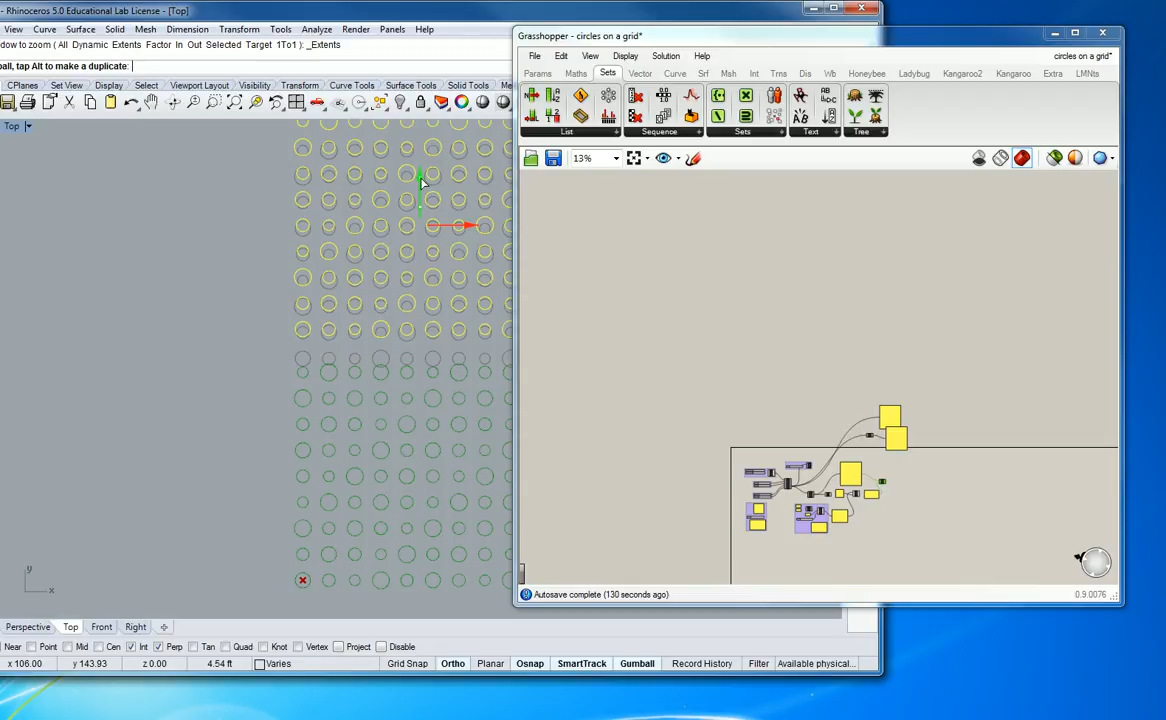 - Rhinoceros 5.0 Educational Lab License - [Top]
View Curve Surface Solid Mesh Dimension Transform Tools Analyze Render Panels Help
dow to zoom ( All Dynamic Extents Factor In Out Selected Target 1To1 ): _Extents
ball, tap Alt to make a duplicate:
CPlanes Set View Display Select Viewport Layout Visibility Transform Curve Tools Surface Tools Solid Tools M
Top
y
x
Perspective Top Front Right
Near Point Mid Cen Int Perp Tan Quad Knot Vertex Project Disable
x 106.00 y 143.93 z 0.00 4.54 ft Varies Grid Snap Ortho Planar Osnap SmartTrack Gumball Record History Filter Available physical...
Grasshopper - circles on a grid*
File Edit View Display Solution Help circles on a grid*
Params Maths Sets Vector Curve Srf Msh Int Trns Dis Wb Honeybee Ladybug Kangaroo2 Kangaroo Extra LMNts
List Sequence Sets Text Tree
13%
Autosave complete (130 seconds ago) 0.9.0076